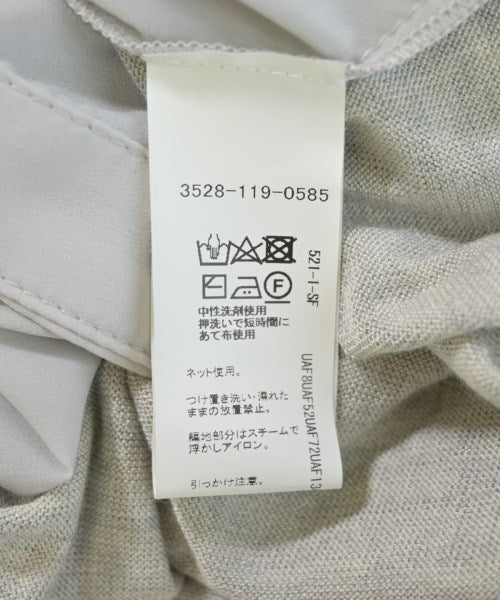 3528-119-0585
F
中性洗剤使用
押洗いで短時間に
あて布使用
ネット使用。
つけ置き洗い・濡れた
ままの放置禁止。
編地部分はスチームで
浮かしアイロン。
引っかけ注意。
521-1-SF
UAF8UAF52UAF72UAF13